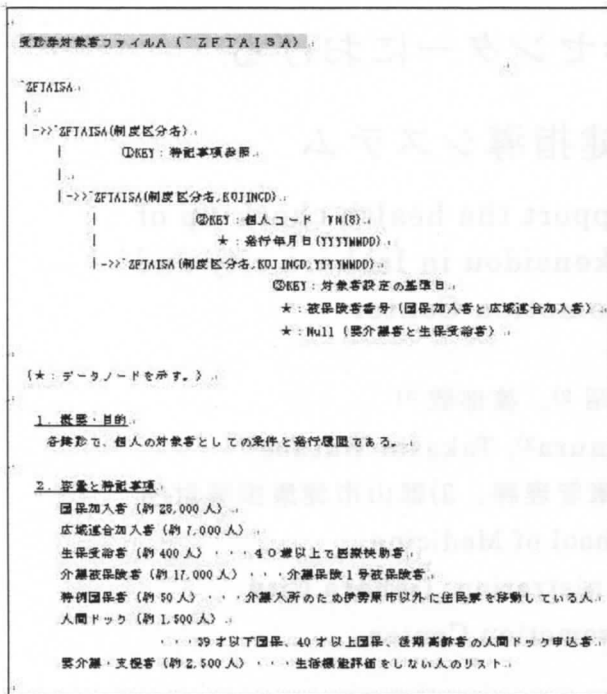 受診券対象者ファイルA (^ZFTAISA)
^ZFTAISA
|
|->>^ZFTAISA(制度区分名)
| ①KEY:特記事項参照
|
|->>^ZFTAISA(制度区分名,KOJINCD)
| ②KEY:個人コード YN(8)
| ★:発行年月日(YYYYMMDD)
|->>^ZFTAISA(制度区分名,KOJINCD,YYYYMMDD)
③KEY:対象者設定の基準日
★:被保険者番号(国保加入者と広域連合加入者)
★:Null(要介護者と生保受給者)
(★:データノードを示す。)
1.概要・目的
各健診で、個人の対象者としての条件と発行履歴である。
2.容量と特記事項
国保加入者(約28,000人)
広域連合加入者(約7,000人)
生保受給者(約400人)・・・40歳以上で医療扶助者
介護被保険者(約17,000人)・・・介護保険で被保険者
特例国保者(約50人)・・・介護入所のため伊勢原市以外に住民票を移動している人
人間ドック(約1,500人)
・・・39才以下国保、40才以上国保、後期高齢者の人間ドック申込者
要介護・支援者(約2,500人)・・・生活機能評価をしない人のリスト